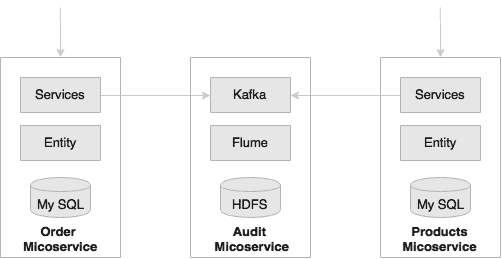 Services
Entity
My SQL
Order
Micoservice
Kafka
Flume
HDFS
Audit
Micoservice
Services
Entity
My SQL
Products
Micoservice